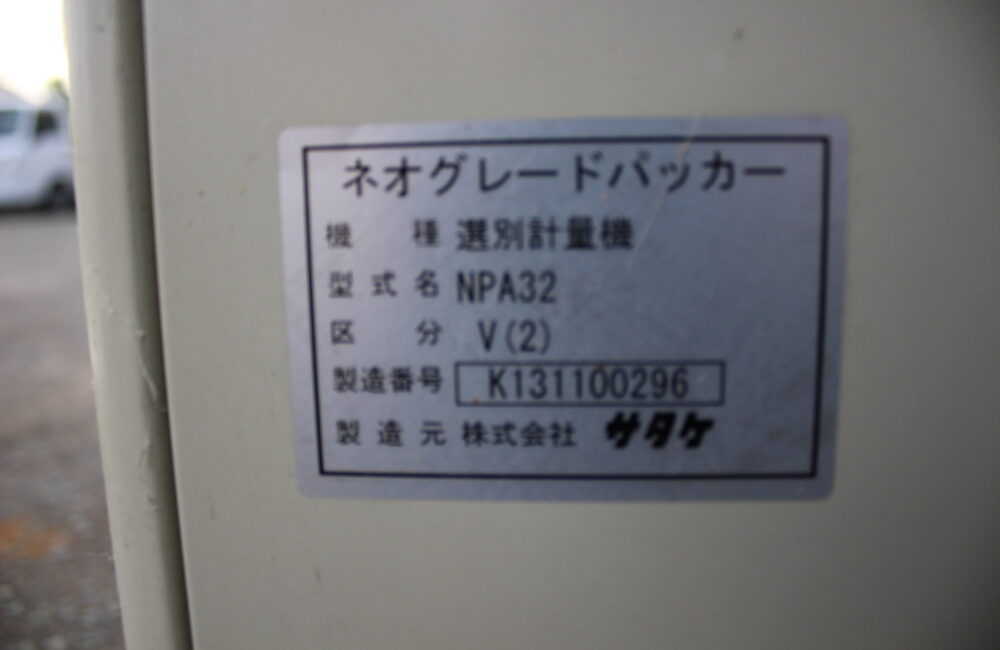 ネオグレードパッカー
機種 選別計量機
型式名 NPA32
区分 V(2)
製造番号 K131100296
製造元 株式会社 サタケ